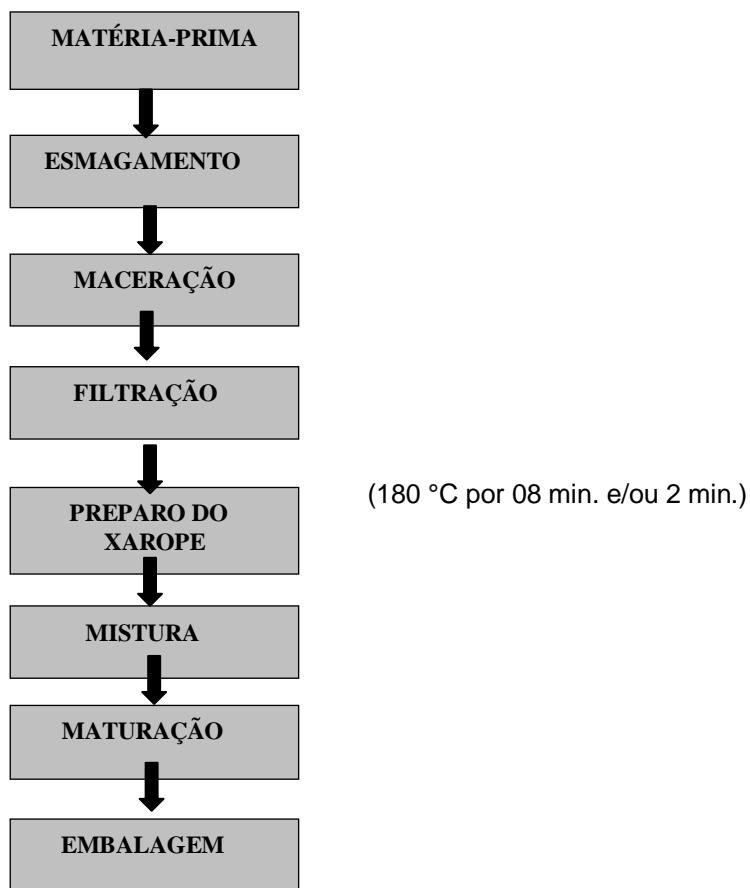 MATÉRIA-PRIMA
ESMAGAMENTO
MACERAÇÃO
FILTRAÇÃO
(180 °C por 08 min. e/ou 2 min.)
PREPARO DO
XAROPE
MISTURA
MATURAÇÃO
EMBALAGEM